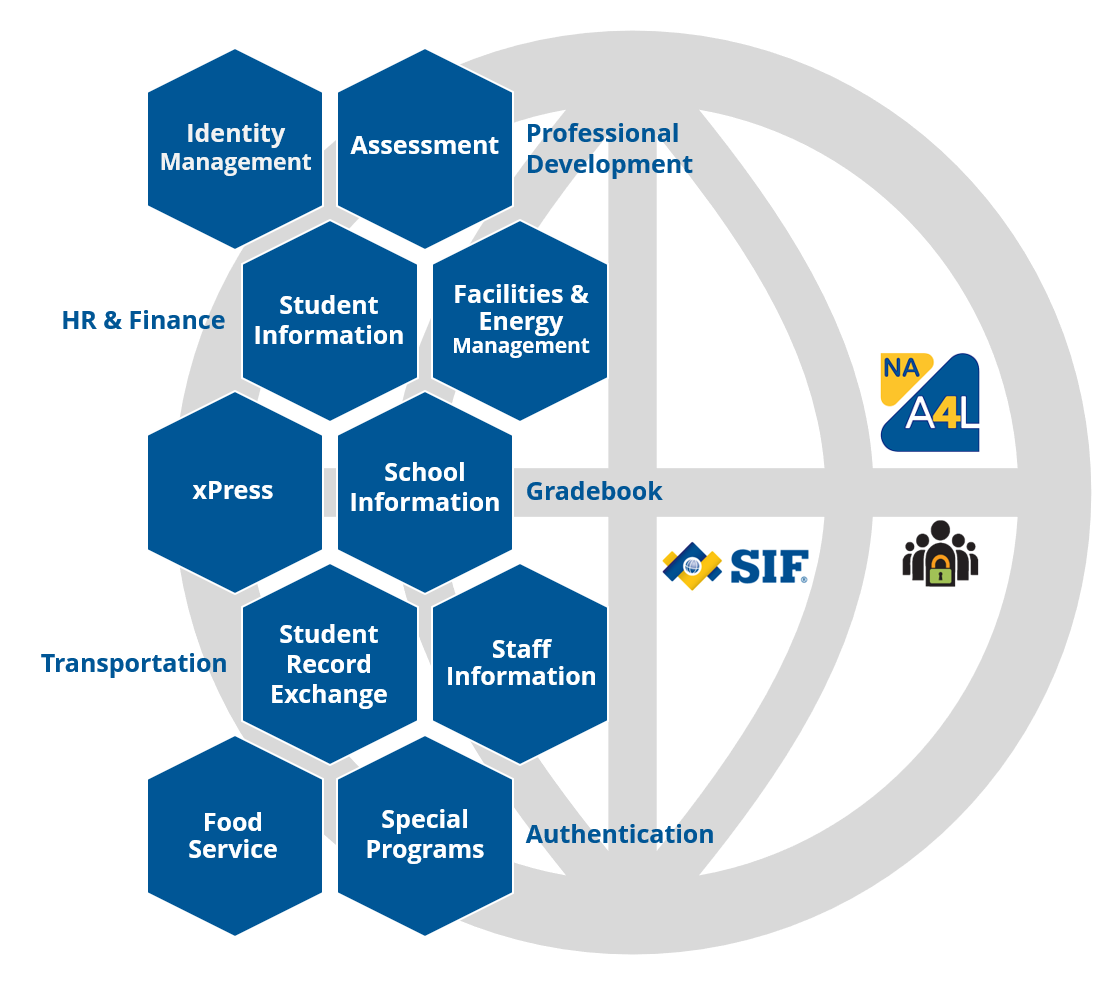 Identity
Management
Assessment
Professional
Development
HR & Finance
Student
Information
Facilities &
Energy
Management
NA
A4L
xPress
School
Information
Gradebook
SIF®
Transportation
Student
Record
Exchange
Staff
Information
Food
Service
Special
Programs
Authentication